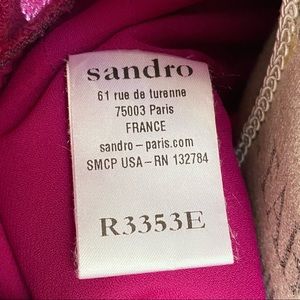 sandro
61 rue de turenne
75003 Paris
FRANCE
sandro – paris.com
SMCP USA – RN 132784
R3353E